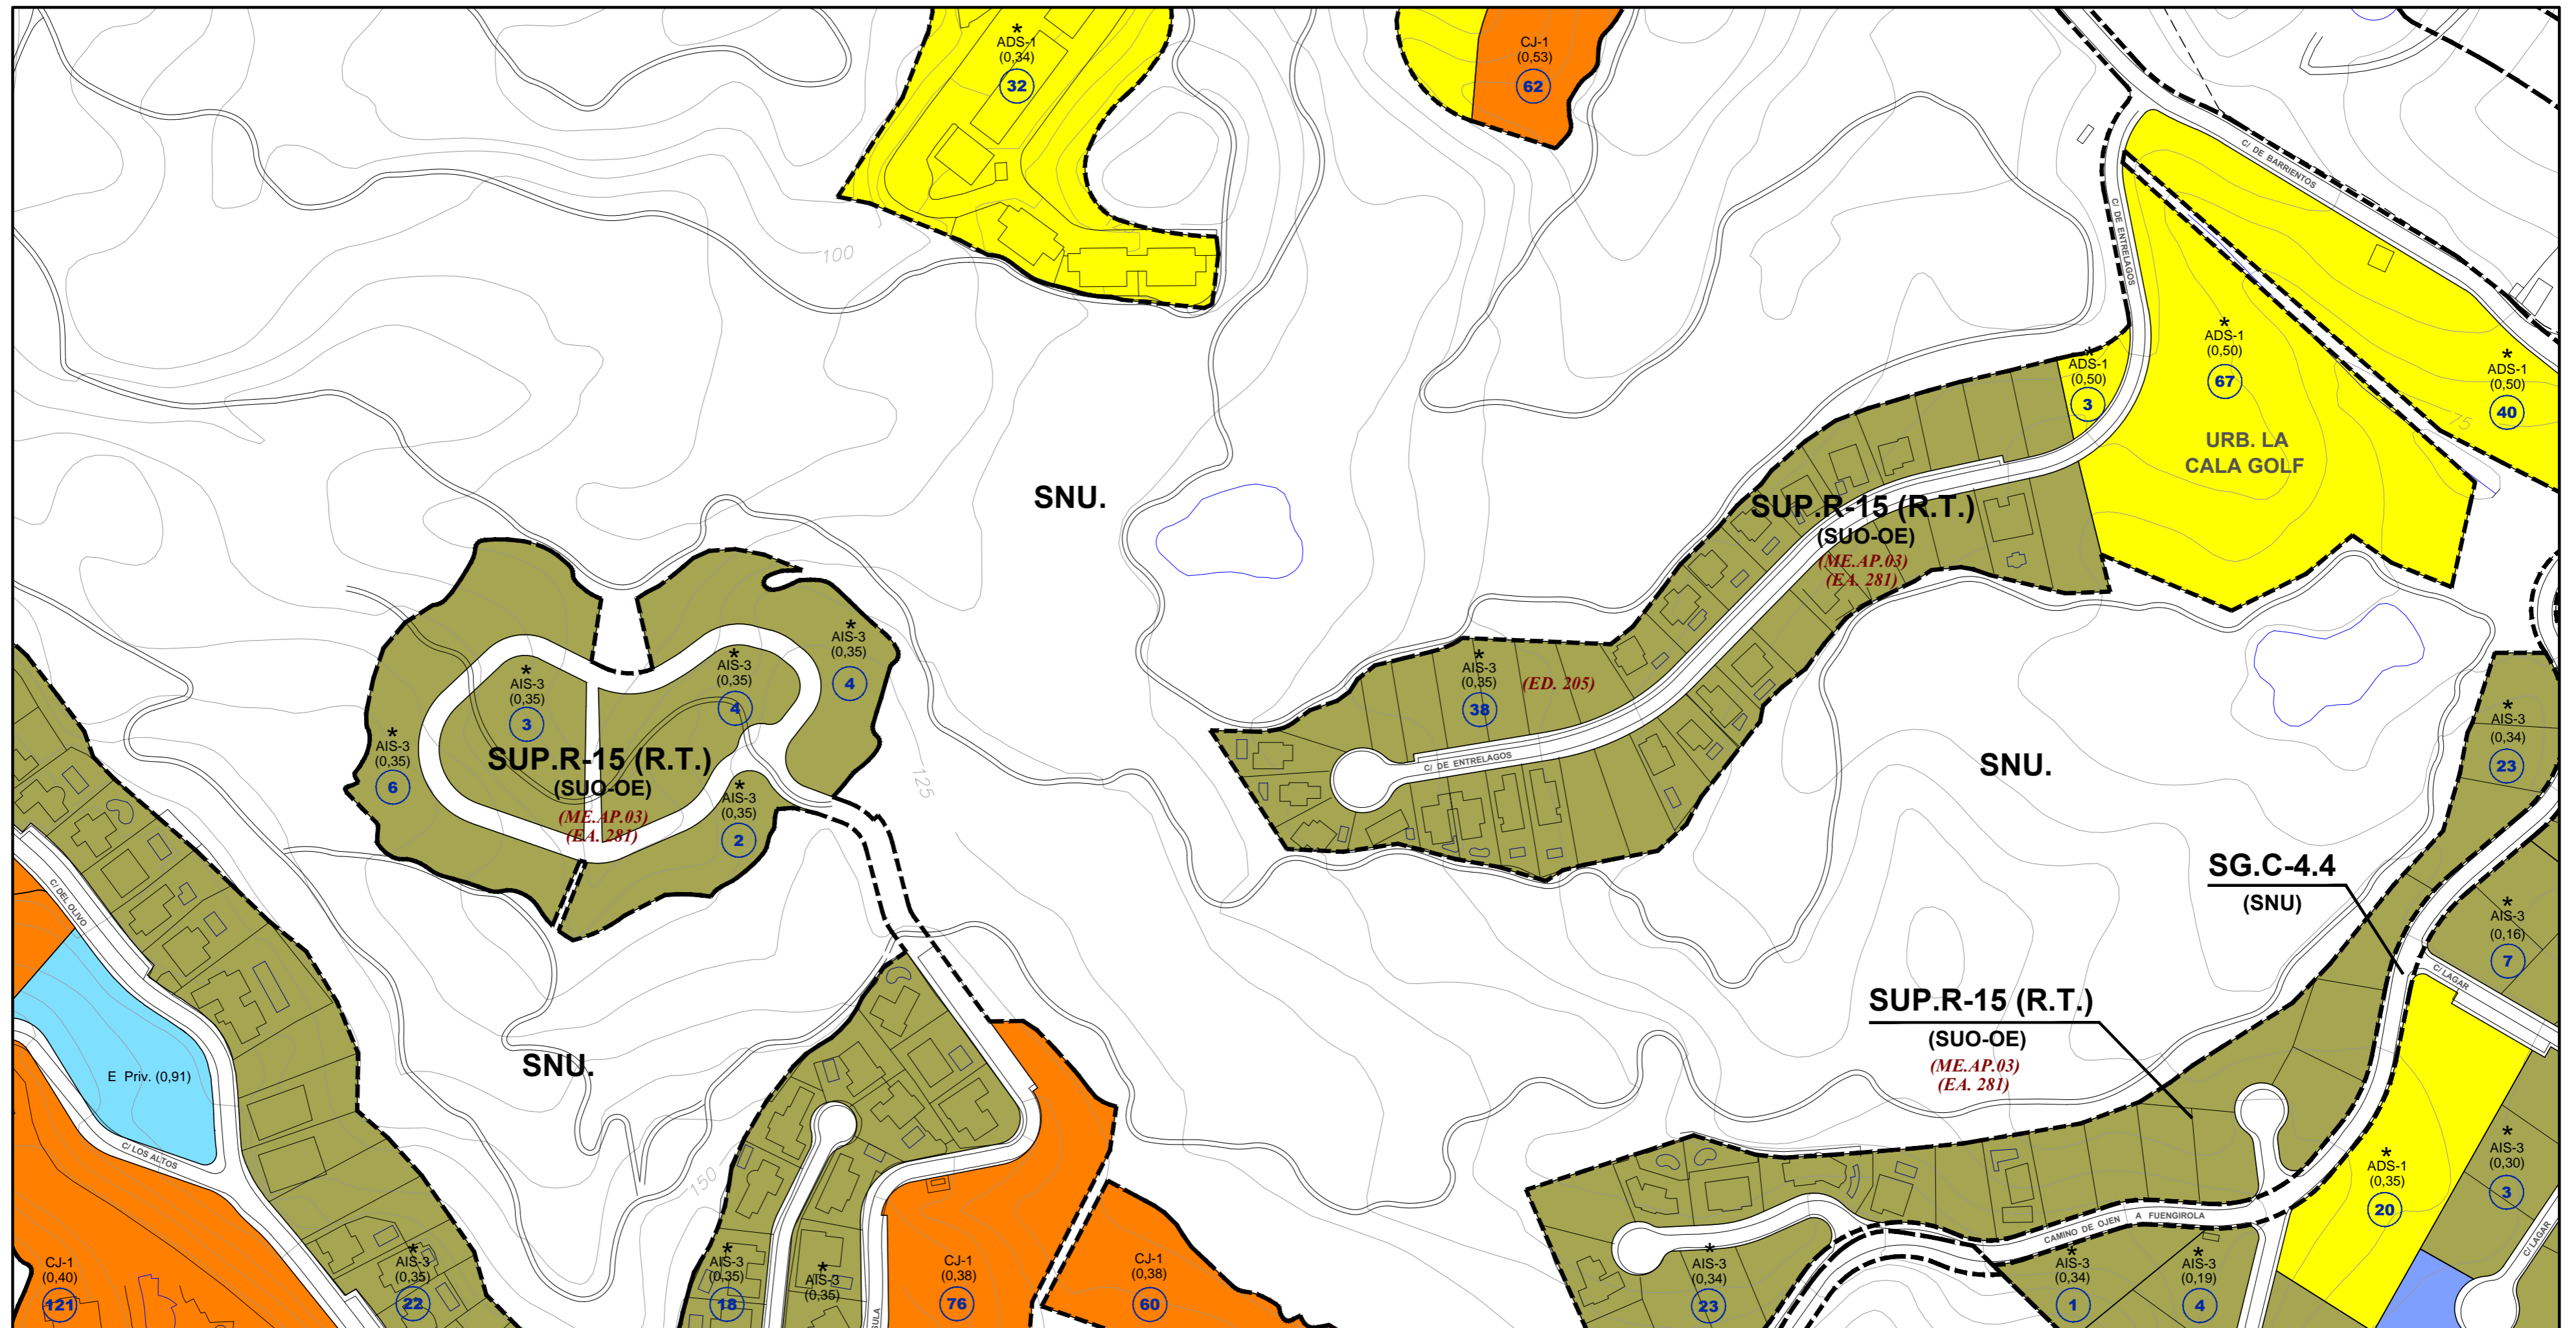 *
ADS-1
(0,34)
32
CJ-1
(0,53)
62
C/ DE BARRIENTOS
C/ DE ENTRELAGOS
100
*
ADS-1
(0,50)
3
*
ADS-1
(0,50)
67
*
ADS-1
(0,50)
40
75
URB. LA
CALA GOLF
SNU.
SUP.R-15 (R.T.)
(SUO-OE)
(ME.AP.03)
(EA. 281)
*
AIS-3
(0,35)
4
*
AIS-3
(0,35)
4
*
AIS-3
(0,35)
3
*
AIS-3
(0,35)
6
SUP.R-15 (R.T.)
(SUO-OE)
(ME.AP.03)
(EA. 281)
*
AIS-3
(0,35)
2
125
*
AIS-3
(0,35)
38
(ED. 205)
C/ DE ENTRELAGOS
SNU.
*
AIS-3
(0,34)
23
SG.C-4.4
(SNU)
*
AIS-3
(0,16)
7
C/ LAGAR
C/ DEL OLIVO
E Priv. (0,91)
C/ LOS ALTOS
SNU.
150
SUP.R-15 (R.T.)
(SUO-OE)
(ME.AP.03)
(EA. 281)
*
ADS-1
(0,35)
20
*
AIS-3
(0,30)
3
C/ LAGAR
CAMINO DE OJEN A FUENGIROLA
CJ-1
(0,40)
121
*
AIS-3
(0,35)
22
*
AIS-3
(0,35)
18
*
AIS-3
(0,35)
SULA
CJ-1
(0,38)
76
CJ-1
(0,38)
60
*
AIS-3
(0,34)
23
*
AIS-3
(0,34)
1
*
AIS-3
(0,19)
4